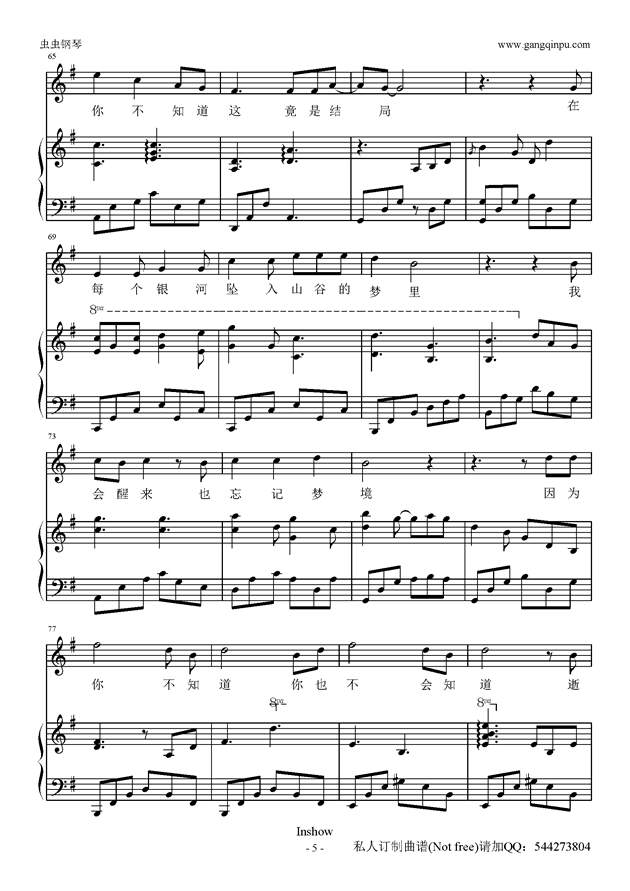 虫虫钢琴 www.gangqinpu.com
65
你 不 知 道 这 竟 是 结 局 在
69
每 个 银 河 坠 入 山 谷 的 梦 里 我
8va
73
会 醒 来 也 忘 记 梦 境 因 为
77
你 不 知 道 你 也 不 会 知 道 逝
8va 8va
Inshow
- 5 - 私人订制曲谱(Not free)请加QQ：544273804